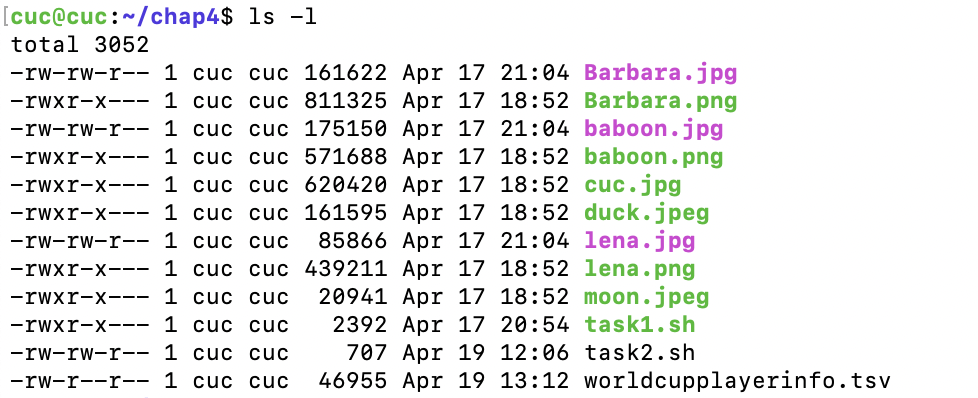 [cuc@cuc:~/chap4$ ls -l
total 3052
-rw-rw-r-- 1 cuc cuc 161622 Apr 17 21:04 Barbara.jpg
-rwxr-x--- 1 cuc cuc 811325 Apr 17 18:52 Barbara.png
-rw-rw-r-- 1 cuc cuc 175150 Apr 17 21:04 baboon.jpg
-rwxr-x--- 1 cuc cuc 571688 Apr 17 18:52 baboon.png
-rwxr-x--- 1 cuc cuc 620420 Apr 17 18:52 cuc.jpg
-rwxr-x--- 1 cuc cuc 161595 Apr 17 18:52 duck.jpeg
-rw-rw-r-- 1 cuc cuc  85866 Apr 17 21:04 lena.jpg
-rwxr-x--- 1 cuc cuc 439211 Apr 17 18:52 lena.png
-rwxr-x--- 1 cuc cuc  20941 Apr 17 18:52 moon.jpeg
-rwxr-x--- 1 cuc cuc   2392 Apr 17 20:54 task1.sh
-rw-rw-r-- 1 cuc cuc    707 Apr 19 12:06 task2.sh
-rw-r--r-- 1 cuc cuc  46955 Apr 19 13:12 worldcupplayerinfo.tsv